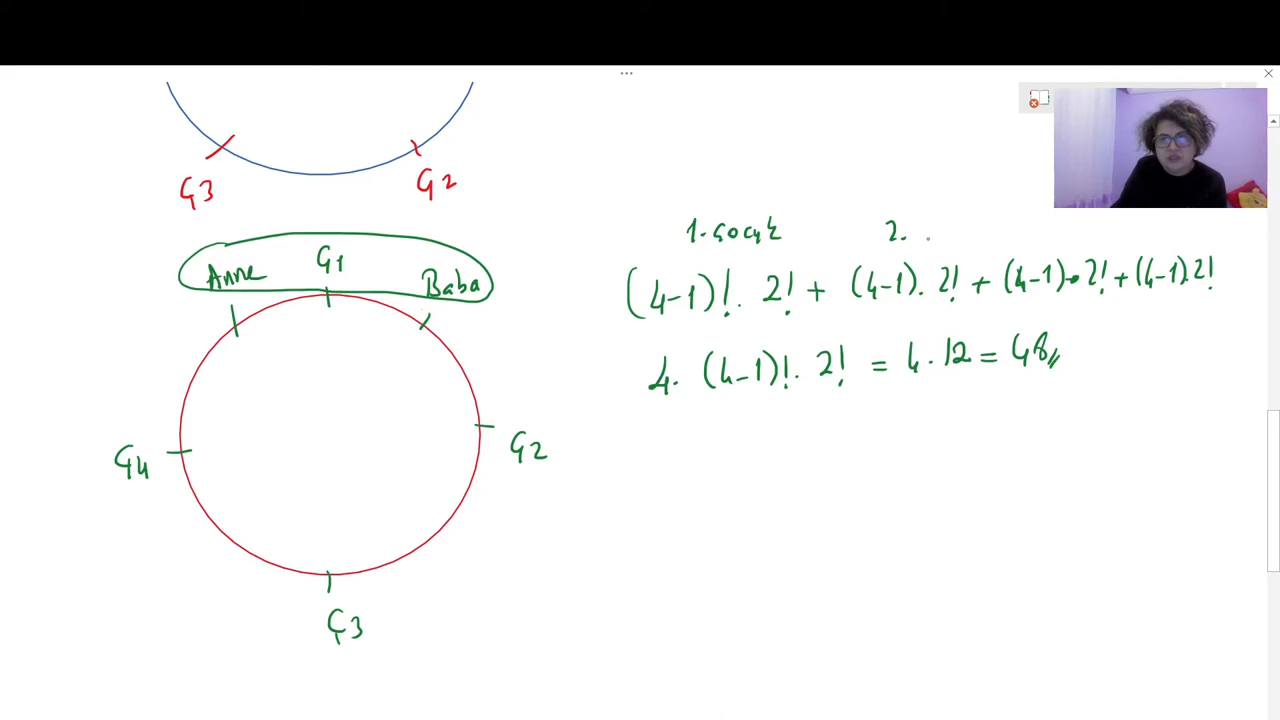 Ç3
Ç2
Anne Ç1 Baba
Ç4
Ç2
Ç3
1. çocuk 2.
(4-1)!. 2! + (4-1). 2! + (4-1). 2! + (4-1). 2!
4. (4-1)!. 2! = 4. 12 = 48